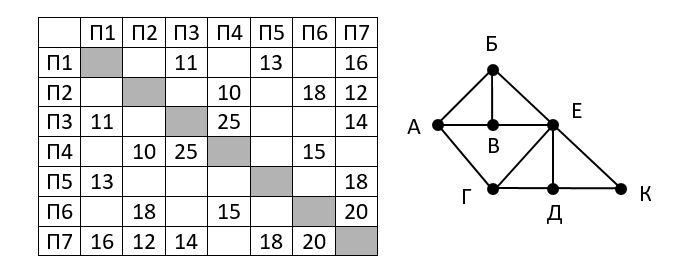 П1 П2 П3 П4 П5 П6 П7
П1 11 13 16
П2 10 18 12
П3 11 25 14
П4 10 25 15
П5 13 18
П6 18 15 20
П7 16 12 14 18 20
Б
А В Е
Г Д К